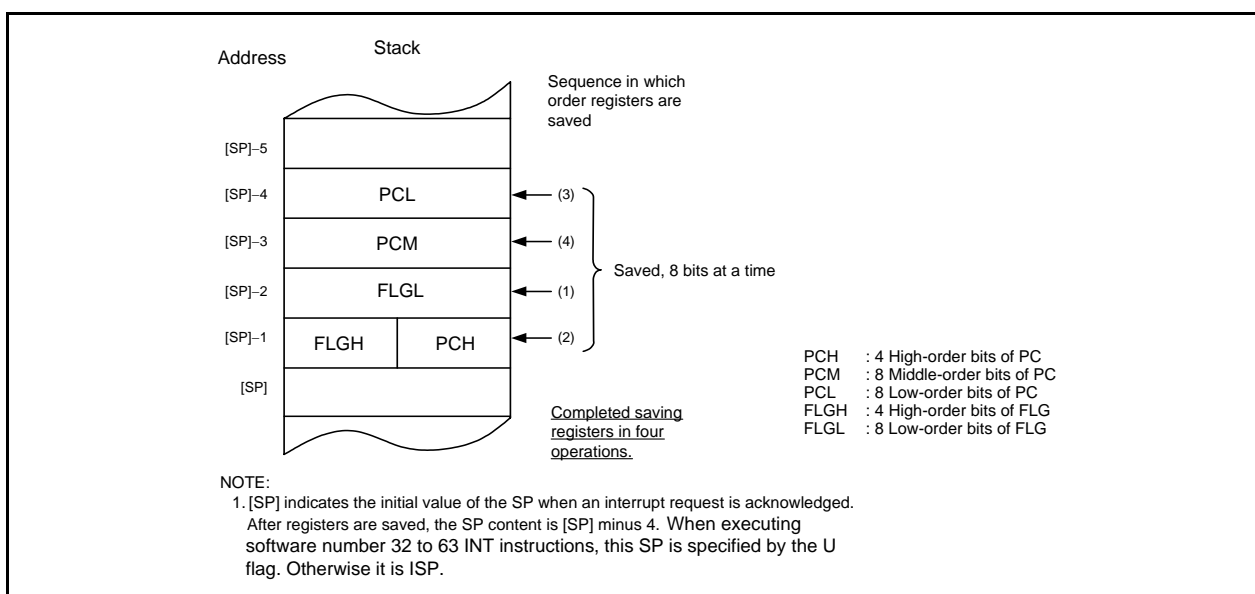 Address
Stack
Sequence in which
order registers are
saved
[SP]−5
[SP]−4
PCL
(3)
[SP]−3
PCM
(4)
Saved, 8 bits at a time
[SP]−2
FLGL
(1)
[SP]−1
FLGH
PCH
(2)
[SP]
PCH : 4 High-order bits of PC
PCM : 8 Middle-order bits of PC
PCL : 8 Low-order bits of PC
FLGH : 4 High-order bits of FLG
FLGL : 8 Low-order bits of FLG
Completed saving
registers in four
operations.
NOTE:
1. [SP] indicates the initial value of the SP when an interrupt request is acknowledged.
After registers are saved, the SP content is [SP] minus 4. When executing
software number 32 to 63 INT instructions, this SP is specified by the U
flag. Otherwise it is ISP.